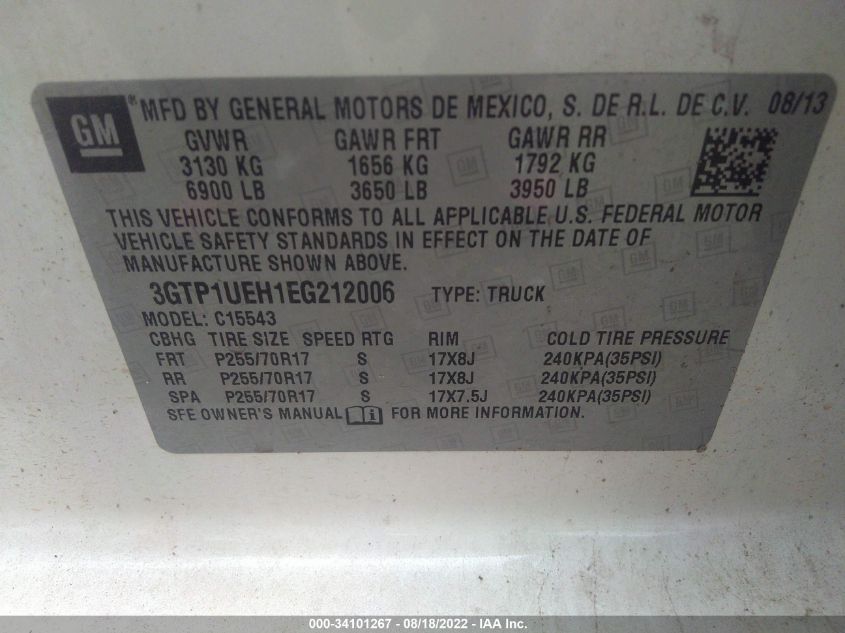 GM
® MFD BY GENERAL MOTORS DE MEXICO, S. DE R.L. DE C.V. 08/13
GVWR GAWR FRT GAWR RR
3130 KG 1656 KG 1792 KG
6900 LB 3650 LB 3950 LB
THIS VEHICLE CONFORMS TO ALL APPLICABLE U.S. FEDERAL MOTOR
VEHICLE SAFETY STANDARDS IN EFFECT ON THE DATE OF
MANUFACTURE SHOWN ABOVE.
3GTP1UEH1EG212006 TYPE: TRUCK
MODEL: C15543
CBHG TIRE SIZE SPEED RTG RIM COLD TIRE PRESSURE
FRT P255/70R17 S 17X8J 240KPA(35PSI)
RR P255/70R17 S 17X8J 240KPA(35PSI)
SPA P255/70R17 S 17X7.5J 240KPA(35PSI)
SFE OWNER'S MANUAL FOR MORE INFORMATION.
000-34101267 - 08/18/2022 - IAA Inc.